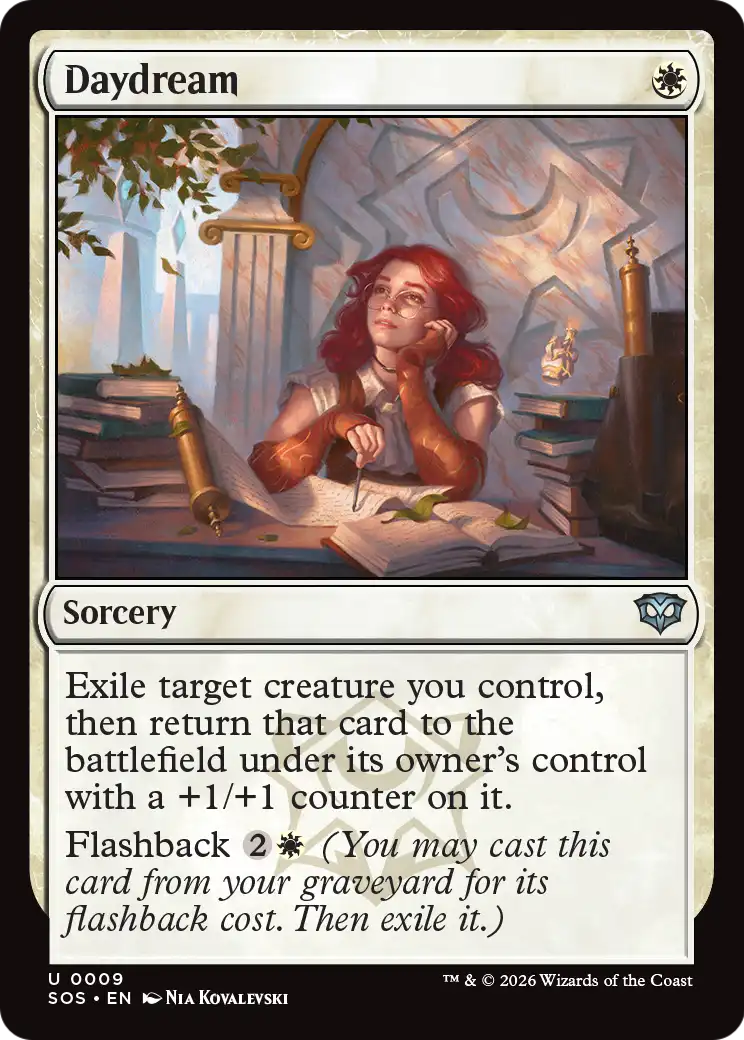 Daydream
Sorcery
Exile target creature you control,
then return that card to the
battlefield under its owner's control
with a +1/+1 counter on it.
Flashback 2 (You may cast this
card from your graveyard for its
flashback cost. Then exile it.)
U 0009
™ & © 2026 Wizards of the Coast
SOS • EN Nia Kovalevski